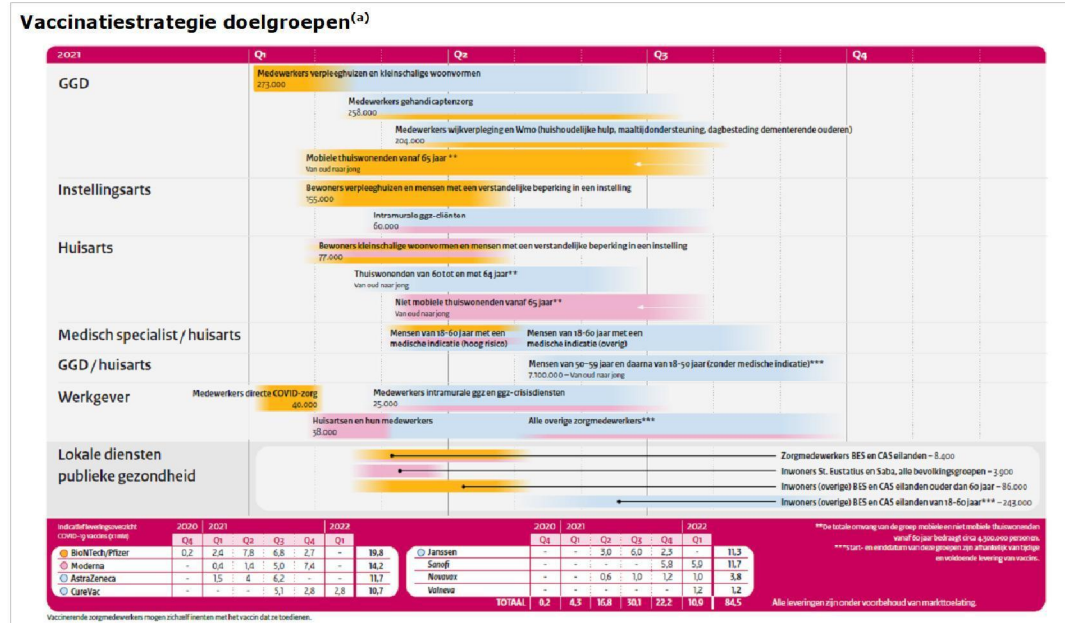 Vaccinatiestrategie doelgroepen(a)
2021 Q1 Q2 Q3 Q4
GGD
Medewerkers verpleeghuizen en kleinschalige woonvormen
273.000
Medewerkers gehandicaptenzorg
258.000
Medewerkers wijkverpleging en Wmo (huishoudelijke hulp, maaltijdondersteuning, dagbesteding dementerende ouderen)
204.000
Mobiele thuiswonenden vanaf 65 jaar **
Van oud naar jong
Instellingsarts
Bewoners verpleeghuizen en mensen met een verstandelijke beperking in een instelling
155.000
Intramurale ggz-cliënten
60.000
Huisarts
Bewoners kleinschalige woonvormen en mensen met een verstandelijke beperking in een instelling
77.000
Thuiswonenden van 60 tot en met 64 jaar**
Van oud naar jong
Niet mobiele thuiswonenden vanaf 65 jaar**
Van oud naar jong
Medisch specialist / huisarts
Mensen van 18-60 jaar met een
medische indicatie (hoog risico)
Mensen van 18-60 jaar met een
medische indicatie (overig)
GGD / huisarts
Mensen van 50-59 jaar en daarna van 18-50 jaar (zonder medische indicatie)***
7.100.000 – Van oud naar jong
Werkgever
Medewerkers directe COVID-zorg
40.000
Medewerkers intramurale ggz en ggz-crisisdiensten
25.000
Huisartsen en hun medewerkers
38.000
Alle overige zorgmedewerkers***
Lokale diensten
publieke gezondheid
Zorgmedewerkers BES en CAS eilanden – 8.400
Inwoners St. Eustatius en Saba, alle bevolkingsgroepen – 3.900
Inwoners (overige) BES en CAS eilanden ouder dan 60 jaar – 86.000
Inwoners (overige) BES en CAS eilanden van 18-60 jaar*** – 243.000
Indicatief leveringsoverzicht
COVID-19 vaccins (in mln)
2020 2021 2022
Q4 Q1 Q2 Q3 Q4 Q1
BioNTech/Pfizer 0,2 2,4 7,8 6,8 2,7 - 19,8
Moderna - 0,4 1,4 5,0 7,4 - 14,2
AstraZeneca - 1,5 4 6,2 - - 11,7
CureVac - - - 5,1 2,8 2,8 10,7
2020 2021 2022
Q4 Q1 Q2 Q3 Q4 Q1
Janssen - - 3,0 6,0 2,3 - 11,3
Sanofi - - - - 5,8 5,9 11,7
Novavax - - 0,6 1,0 1,2 1,0 3,8
Valneva - - - - - 1,2 1,2
TOTAAL 0,2 4,3 16,8 30,1 22,2 10,9 84,5
**De totale omvang van de groep mobiele en niet mobiele thuiswonenden
vanaf 60 jaar bedraagt circa 4.300.000 personen.
***Start- en einddatum van deze groepen zijn afhankelijk van tijdige
en voldoende levering van vaccins.
Alle leveringen zijn onder voorbehoud van markttoelating.
Vaccinerende zorgmedewerkers mogen zichzelf inenten met het vaccin dat ze toedienen.